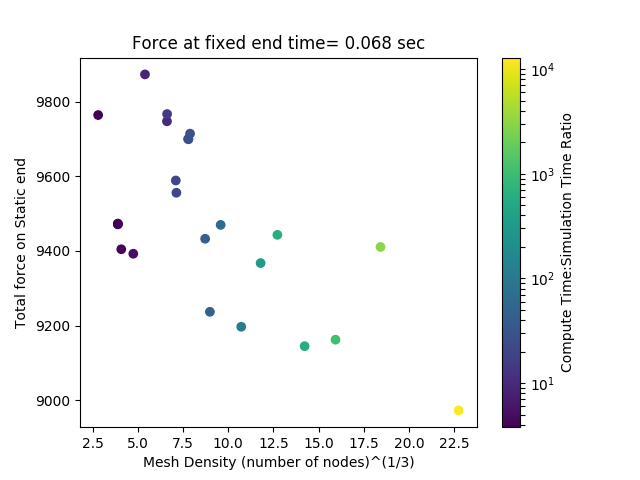 Force at fixed end time= 0.068 sec
Total force on Static end
9800
9600
9400
9200
9000
2.5 5.0 7.5 10.0 12.5 15.0 17.5 20.0 22.5
Mesh Density (number of nodes)^(1/3)
10^4
10^3
10^2
10^1
Compute Time:Simulation Time Ratio